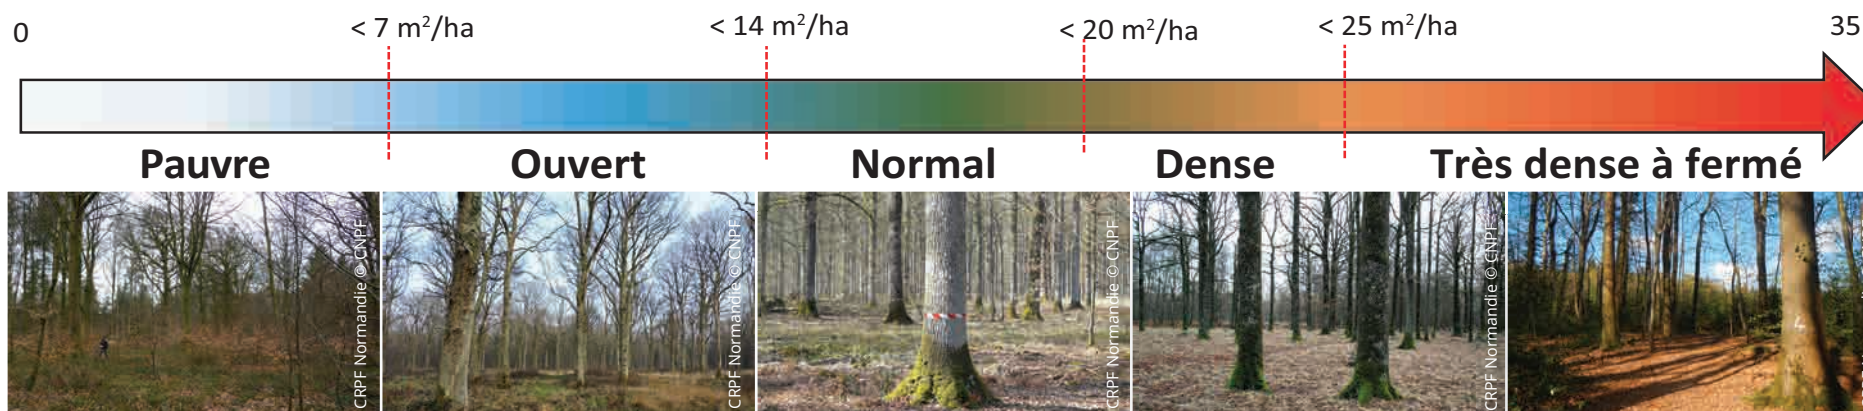 0
< 7 m²/ha
< 14 m²/ha
< 20 m²/ha
< 25 m²/ha
35
Pauvre
Ouvert
Normal
Dense
Très dense à fermé
CRPF Normandie © CNPF
CRPF Normandie © CNPF
CRPF Normandie © CNPF
CRPF Normandie © CNPF
4